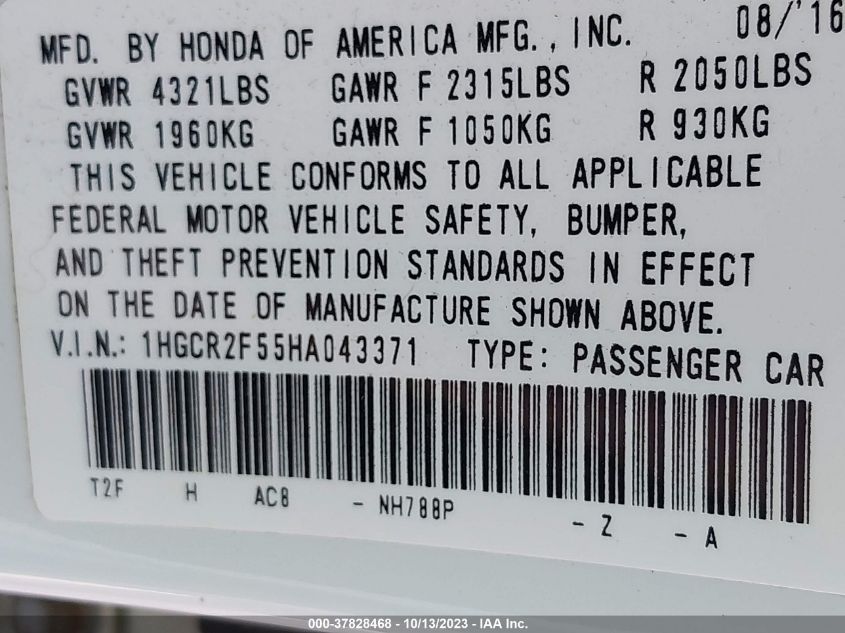 MFD. BY HONDA OF AMERICA MFG., INC. 08/'16
GVWR 4321LBS GAWR F 2315LBS R 2050LBS
GVWR 1960KG GAWR F 1050KG R 930KG
THIS VEHICLE CONFORMS TO ALL APPLICABLE
FEDERAL MOTOR VEHICLE SAFETY, BUMPER,
AND THEFT PREVENTION STANDARDS IN EFFECT
ON THE DATE OF MANUFACTURE SHOWN ABOVE.
V.I.N.: 1HGCR2F55HA043371 TYPE: PASSENGER CAR
T2F H AC8 - NH788P - Z - A
000-37828468 - 10/13/2023 - IAA Inc.